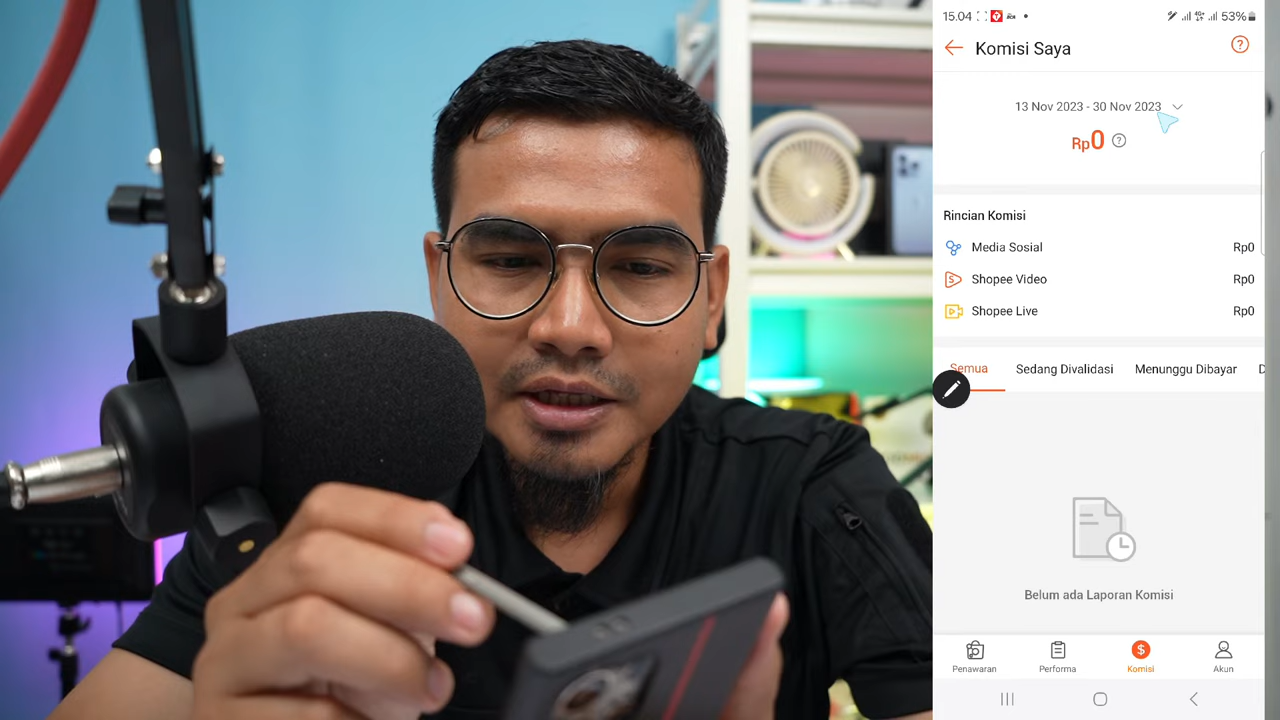 15.04
4G+
53%
Komisi Saya
?
13 Nov 2023 - 30 Nov 2023
Rp0
?
Rincian Komisi
Media Sosial Rp0
Shopee Video Rp0
Shopee Live Rp0
Semua Sedang Divalidasi Menunggu Dibayar D
Belum ada Laporan Komisi
Penawaran Performa Komisi Akun